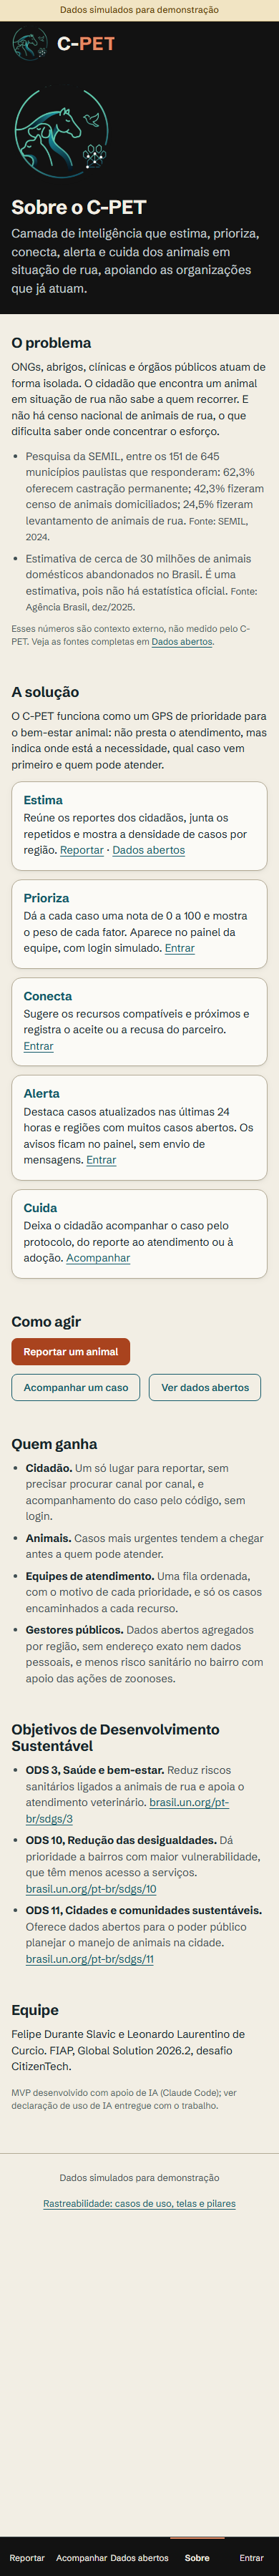 Dados simulados para demonstração
C-PET
Sobre o C-PET
Camada de inteligência que estima, prioriza,
conecta, alerta e cuida dos animais em
situação de rua, apoiando as organizações
que já atuam.
O problema
ONGs, abrigos, clínicas e órgãos públicos atuam de
forma isolada. O cidadão que encontra um animal
em situação de rua não sabe a quem recorrer. E
não há censo nacional de animais de rua, o que
dificulta saber onde concentrar o esforço.
• Pesquisa da SEMIL, entre os 151 de 645
municípios paulistas que responderam: 62,3%
oferecem castração permanente; 42,3% fizeram
censo de animais domiciliados; 24,5% fizeram
levantamento de animais de rua. Fonte: SEMIL,
2024.
• Estimativa de cerca de 30 milhões de animais
domésticos abandonados no Brasil. É uma
estimativa, pois não há estatística oficial. Fonte:
Agência Brasil, dez/2025.
Esses números são contexto externo, não medido pelo C-
PET. Veja as fontes completas em Dados abertos.
A solução
O C-PET funciona como um GPS de prioridade para
o bem-estar animal: não presta o atendimento, mas
indica onde está a necessidade, qual caso vem
primeiro e quem pode atender.
Estima
Reúne os reportes dos cidadãos, junta os
repetidos e mostra a densidade de casos por
região. Reportar · Dados abertos
Prioriza
Dá a cada caso uma nota de 0 a 100 e mostra
o peso de cada fator. Aparece no painel da
equipe, com login simulado. Entrar
Conecta
Sugere os recursos compatíveis e próximos e
registra o aceite ou a recusa do parceiro.
Entrar
Alerta
Destaca casos atualizados nas últimas 24
horas e regiões com muitos casos abertos. Os
avisos ficam no painel, sem envio de
mensagens. Entrar
Cuida
Deixa o cidadão acompanhar o caso pelo
protocolo, do reporte ao atendimento ou à
adoção. Acompanhar
Como agir
Reportar um animal
Acompanhar um caso Ver dados abertos
Quem ganha
• Cidadão. Um só lugar para reportar, sem
precisar procurar canal por canal, e
acompanhamento do caso pelo código, sem
login.
• Animais. Casos mais urgentes tendem a chegar
antes a quem pode atender.
• Equipes de atendimento. Uma fila ordenada,
com o motivo de cada prioridade, e só os casos
encaminhados a cada recurso.
• Gestores públicos. Dados abertos agregados
por região, sem endereço exato nem dados
pessoais, e menos risco sanitário no bairro com
apoio das ações de zoonoses.
Objetivos de Desenvolvimento
Sustentável
• ODS 3, Saúde e bem-estar. Reduz riscos
sanitários ligados a animais de rua e apoia o
atendimento veterinário. brasil.un.org/pt-
br/sdgs/3
• ODS 10, Redução das desigualdades. Dá
prioridade a bairros com maior vulnerabilidade,
que têm menos acesso a serviços.
brasil.un.org/pt-br/sdgs/10
• ODS 11, Cidades e comunidades sustentáveis.
Oferece dados abertos para o poder público
planejar o manejo de animais na cidade.
brasil.un.org/pt-br/sdgs/11
Equipe
Felipe Durante Slavic e Leonardo Laurentino de
Curcio. FIAP, Global Solution 2026.2, desafio
CitizenTech.
MVP desenvolvido com apoio de IA (Claude Code); ver
declaração de uso de IA entregue com o trabalho.
Dados simulados para demonstração
Rastreabilidade: casos de uso, telas e pilares
Reportar Acompanhar Dados abertos Sobre Entrar